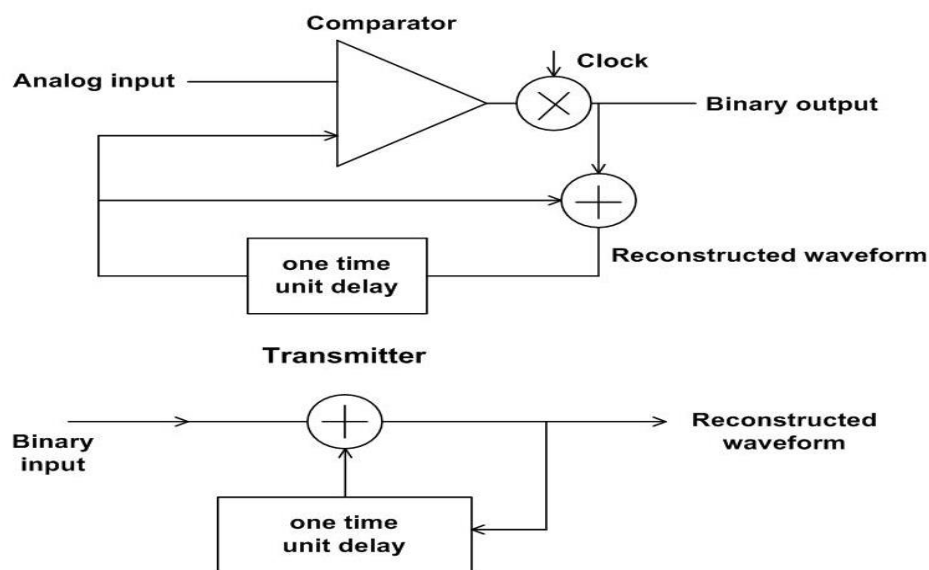 Comparator
Analog input
Clock
Binary output
Reconstructed waveform
one time
unit delay
Transmitter
Binary
input
Reconstructed
waveform
one time
unit delay